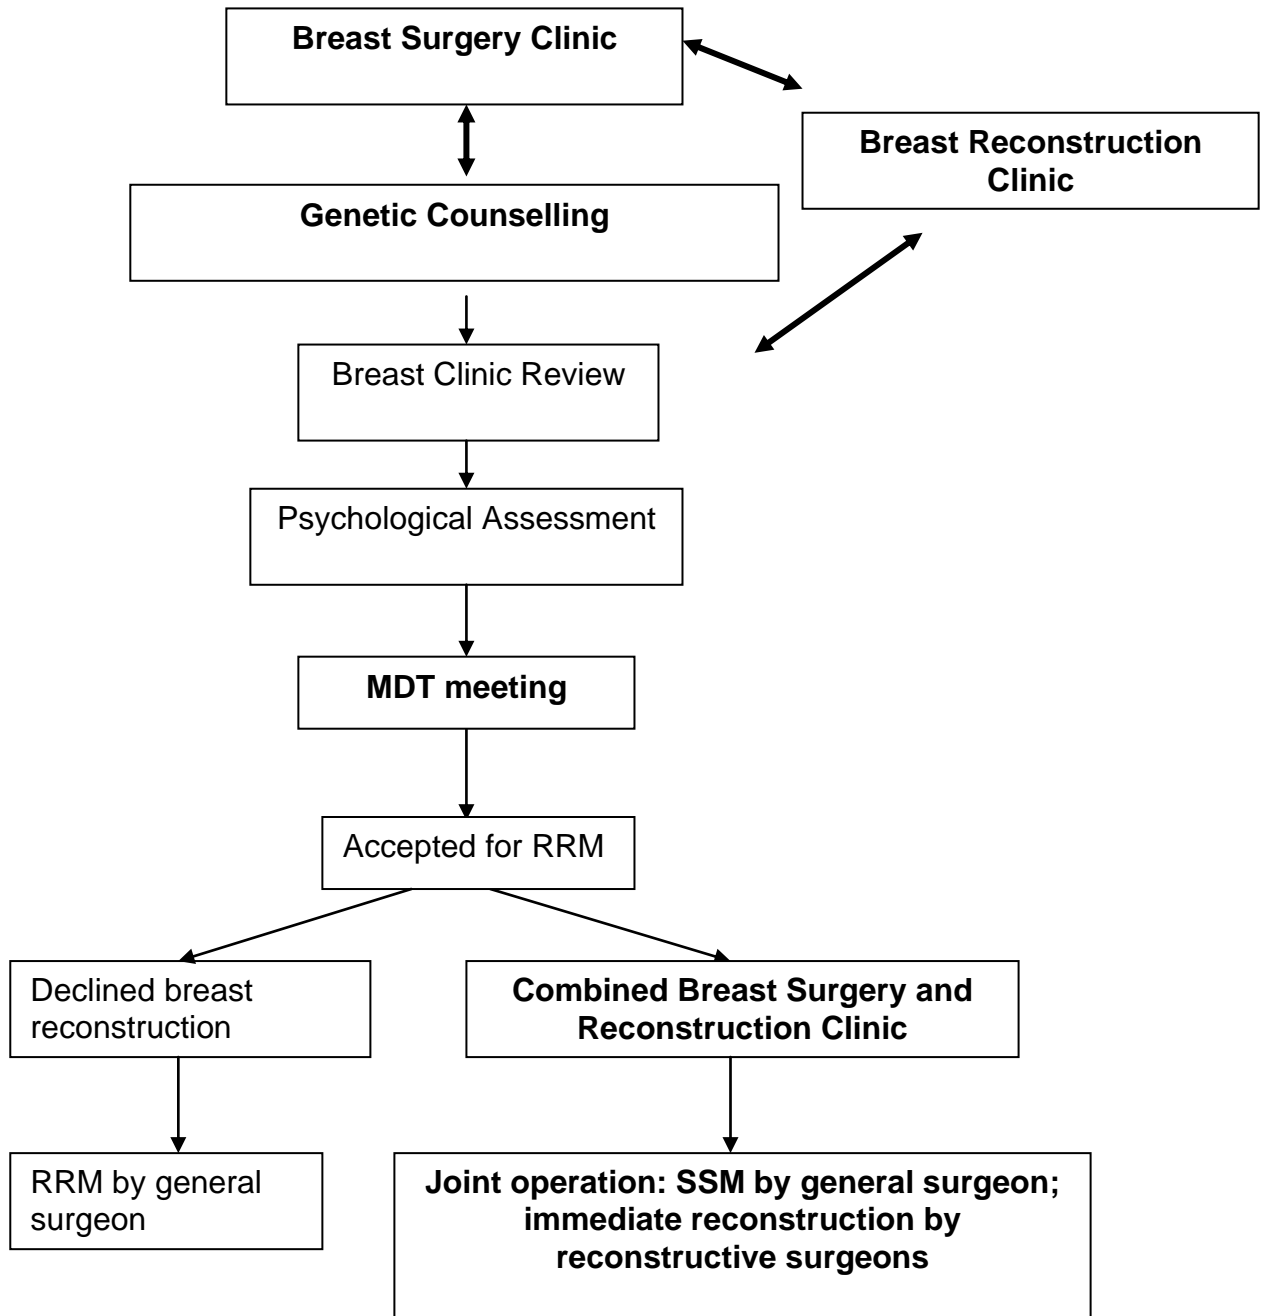 Breast Surgery Clinic
Breast Reconstruction
Clinic
Genetic Counselling
Breast Clinic Review
Psychological Assessment
MDT meeting
Accepted for RRM
Declined breast
reconstruction
Combined Breast Surgery and
Reconstruction Clinic
RRM by general
surgeon
Joint operation: SSM by general surgeon;
immediate reconstruction by
reconstructive surgeons